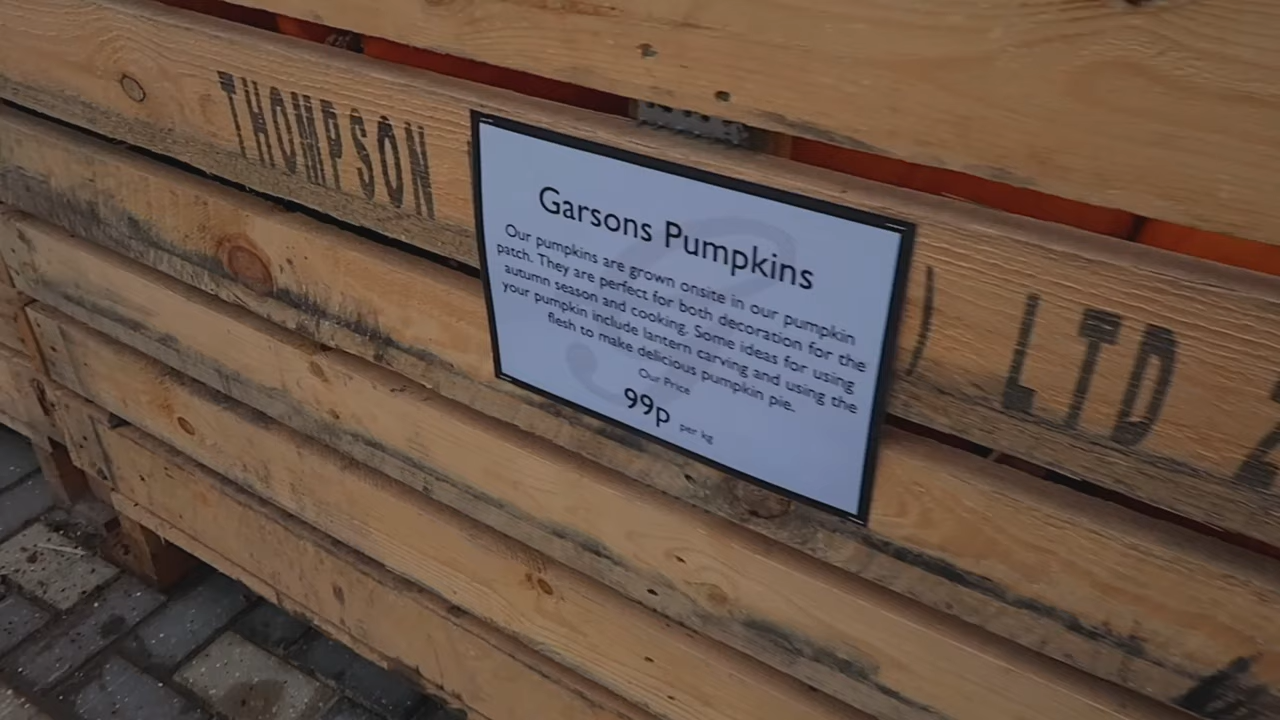 THOMPSON
Garsons Pumpkins
Our pumpkins are grown onsite in our pumpkin
patch. They are perfect for both decoration for the
autumn season and cooking. Some ideas for using
your pumpkin include lantern carving and using the
flesh to make delicious pumpkin pie.
Our Price
99p per kg
) LTD